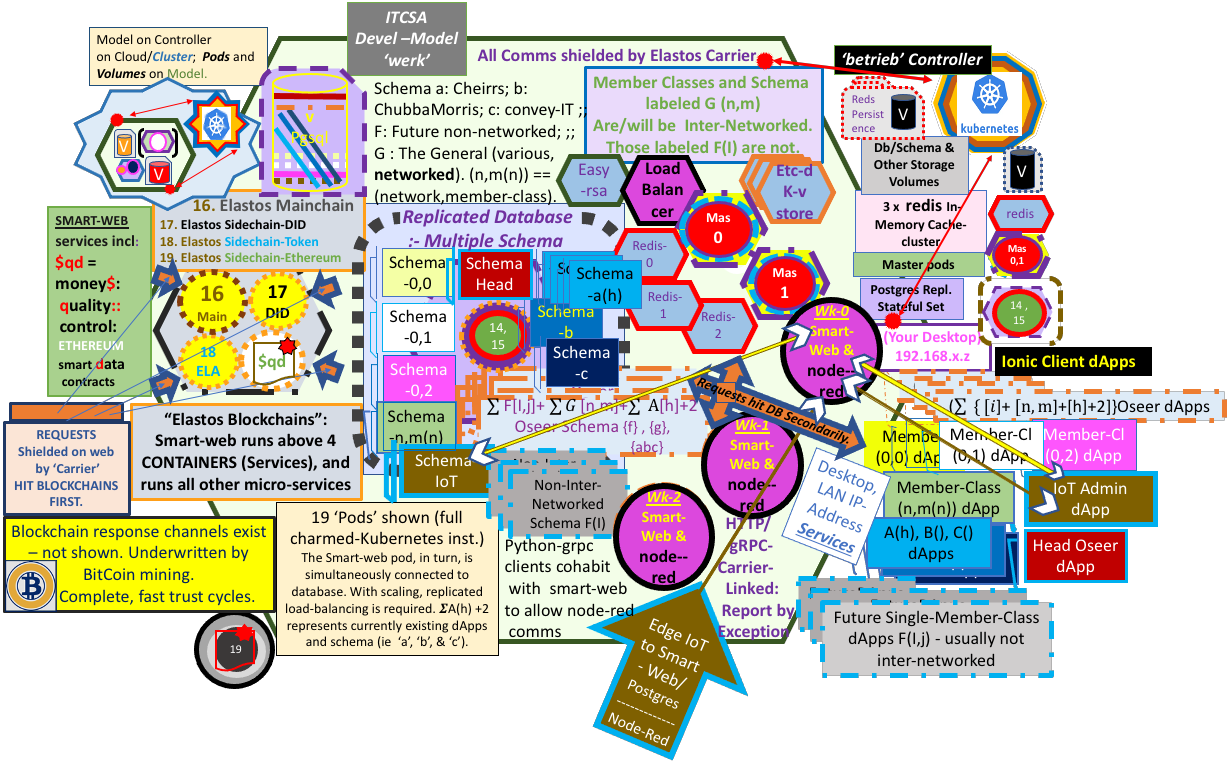 ITCSA
Devel –Model
‘werk’
Model on Controller
on Cloud/Cluster; Pods and
Volumes on Model.
V
V
V
Pgsql
All Comms shielded by Elastos Carrier
Schema a: Cheirrs; b:
ChubbaMorris; c: convey-IT ;;
F: Future non-networked; ;;
G : The General (various,
networked). (n,m(n)) ==
(network,member-class).
Member Classes and Schema
labeled G (n,m)
Are/will be Inter-Networked.
Those labeled F(I) are not.
‘betrieb’ Controller
Reds
Persist
ence
V
kubernetes
Db/Schema &
Other Storage
Volumes
V
3 x redis In-
Memory Cache-
cluster
redis
Master pods
Mas
0,1
Postgres Repl.
Stateful Set
14 ,
15
(Your Desktop)
192.168.x.z
Easy
-rsa
Load
Balan
cer
Etc-d
K-v
store
Mas
0
Mas
1
Redis-
0
Redis-
1
Redis-
2
16. Elastos Mainchain
17. Elastos Sidechain-DID
18. Elastos Sidechain-Token
19. Elastos Sidechain-Ethereum
SMART-WEB
services incl:
$qd =
money$:
quality::
control:
ETHEREUM
smart data
contracts
16
Main
17
DID
18
ELA
$qd
Replicated Database
:- Multiple Schema
Schema
-0,0
Schema
Head
Schema
-a(h)
Schema
-0,1
14,
15
Schema
-b
Schema
-c
Schema
-0,2
Schema
-n,m(n)
Schema
IoT
∑ F[I,j]+ ∑G [n,m]+∑ A[h]+2
Oseer Schema {f} , {g},
{abc}
Non-Inter-
Networked
Schema F(I)
Wk-0
Smart-
Web &
node--
red
Requests hit DB Secondarily.
Wk-1
Smart-
Web &
node--
red
Wk-2
Smart-
Web &
node--
red
Ionic Client dApps
(∑ { [i]+ [n, m]+[h]+2]}Oseer dApps
Membe
(0,0) dAp
Member-Cl
(0,1) dApp
Member-Cl
(0,2) dApp
Member-Class
(n,m(n)) dApp
IoT Admin
dApp
A(h), B(), C()
dApps
Head Oseer
dApp
Desktop,
LAN IP-
Address
Services
Future Single-Member-Class
dApps F(I,j) - usually not
inter-networked
REQUESTS
Shielded on web
by ‘Carrier’
HIT BLOCKCHAINS
FIRST.
“Elastos Blockchains”:
Smart-web runs above 4
CONTAINERS (Services), and
runs all other micro-services
Blockchain response channels exist
– not shown. Underwritten by
BitCoin mining.
Complete, fast trust cycles.
19 ‘Pods’ shown (full
charmed-Kubernetes inst.)
The Smart-web pod, in turn, is
simultaneously connected to
database. With scaling, replicated
load-balancing is required. ΣA(h) +2
represents currently existing dApps
and schema (ie ‘a’, ‘b’, & ‘c’).
19
Python-grpc
clients cohabit
with smart-web
to allow node-red
comms
HTTP/
gRPC-
Carrier-
Linked:
Report by
Exception
Edge IoT
to Smart
- Web/
Postgres
------------
Node-Red